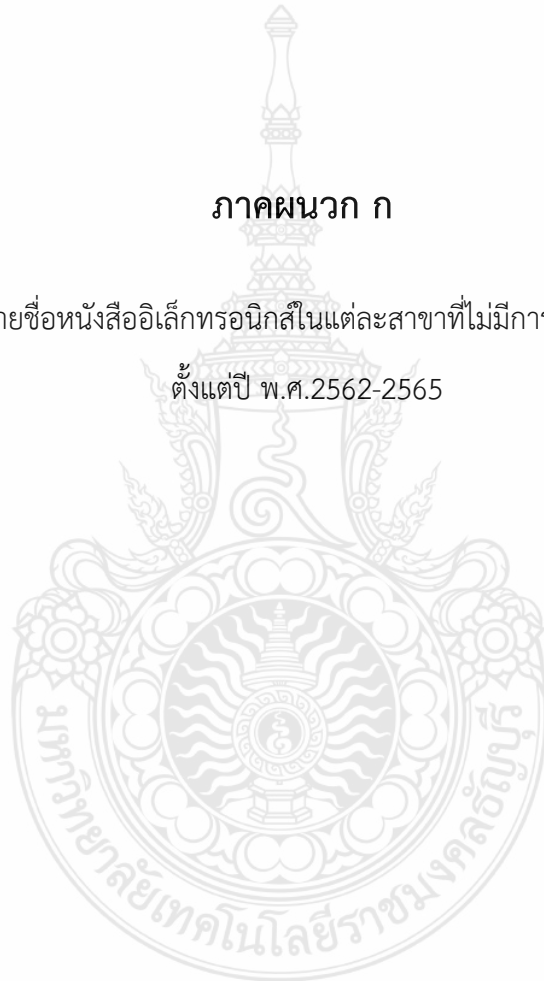 ภาคผนวก ก
ายชื่อหนังสืออิเล็กทรอนิกส์ในแต่ละสาขาที่ไม่มีการ
ตั้งแต่ปี พ.ศ.2562-2565
มหาวิทยาลัยเทคโนโลยีราชมงคลธัญบุรี